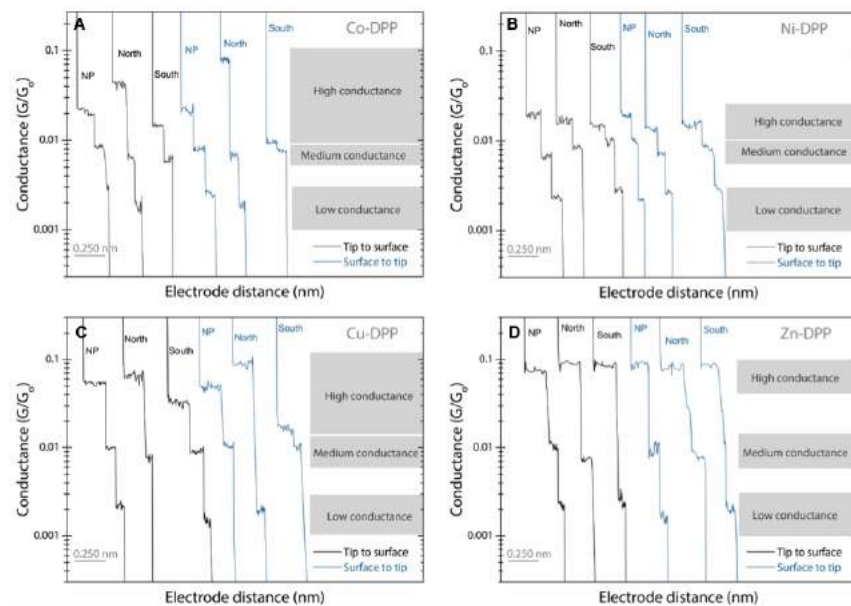 A
Co-DPP
Conductance (G/G₀)
0.1
0.01
0.001
NP
North
South
NP
North
South
High conductance
Medium conductance
Low conductance
0.250 nm
Tip to surface
Surface to tip
Electrode distance (nm)
B
Ni-DPP
Conductance (G/G₀)
0.1
0.01
0.001
NP
North
South
NP
North
South
High conductance
Medium conductance
Low conductance
0.250 nm
Tip to surface
Surface to tip
Electrode distance (nm)
C
Cu-DPP
Conductance (G/G₀)
0.1
0.01
0.001
NP
North
South
NP
North
South
High conductance
Medium conductance
Low conductance
0.250 nm
Tip to surface
Surface to tip
Electrode distance (nm)
D
Zn-DPP
Conductance (G/G₀)
0.1
0.01
0.001
NP
North
South
NP
North
South
High conductance
Medium conductance
Low conductance
0.250 nm
Tip to surface
Surface to tip
Electrode distance (nm)